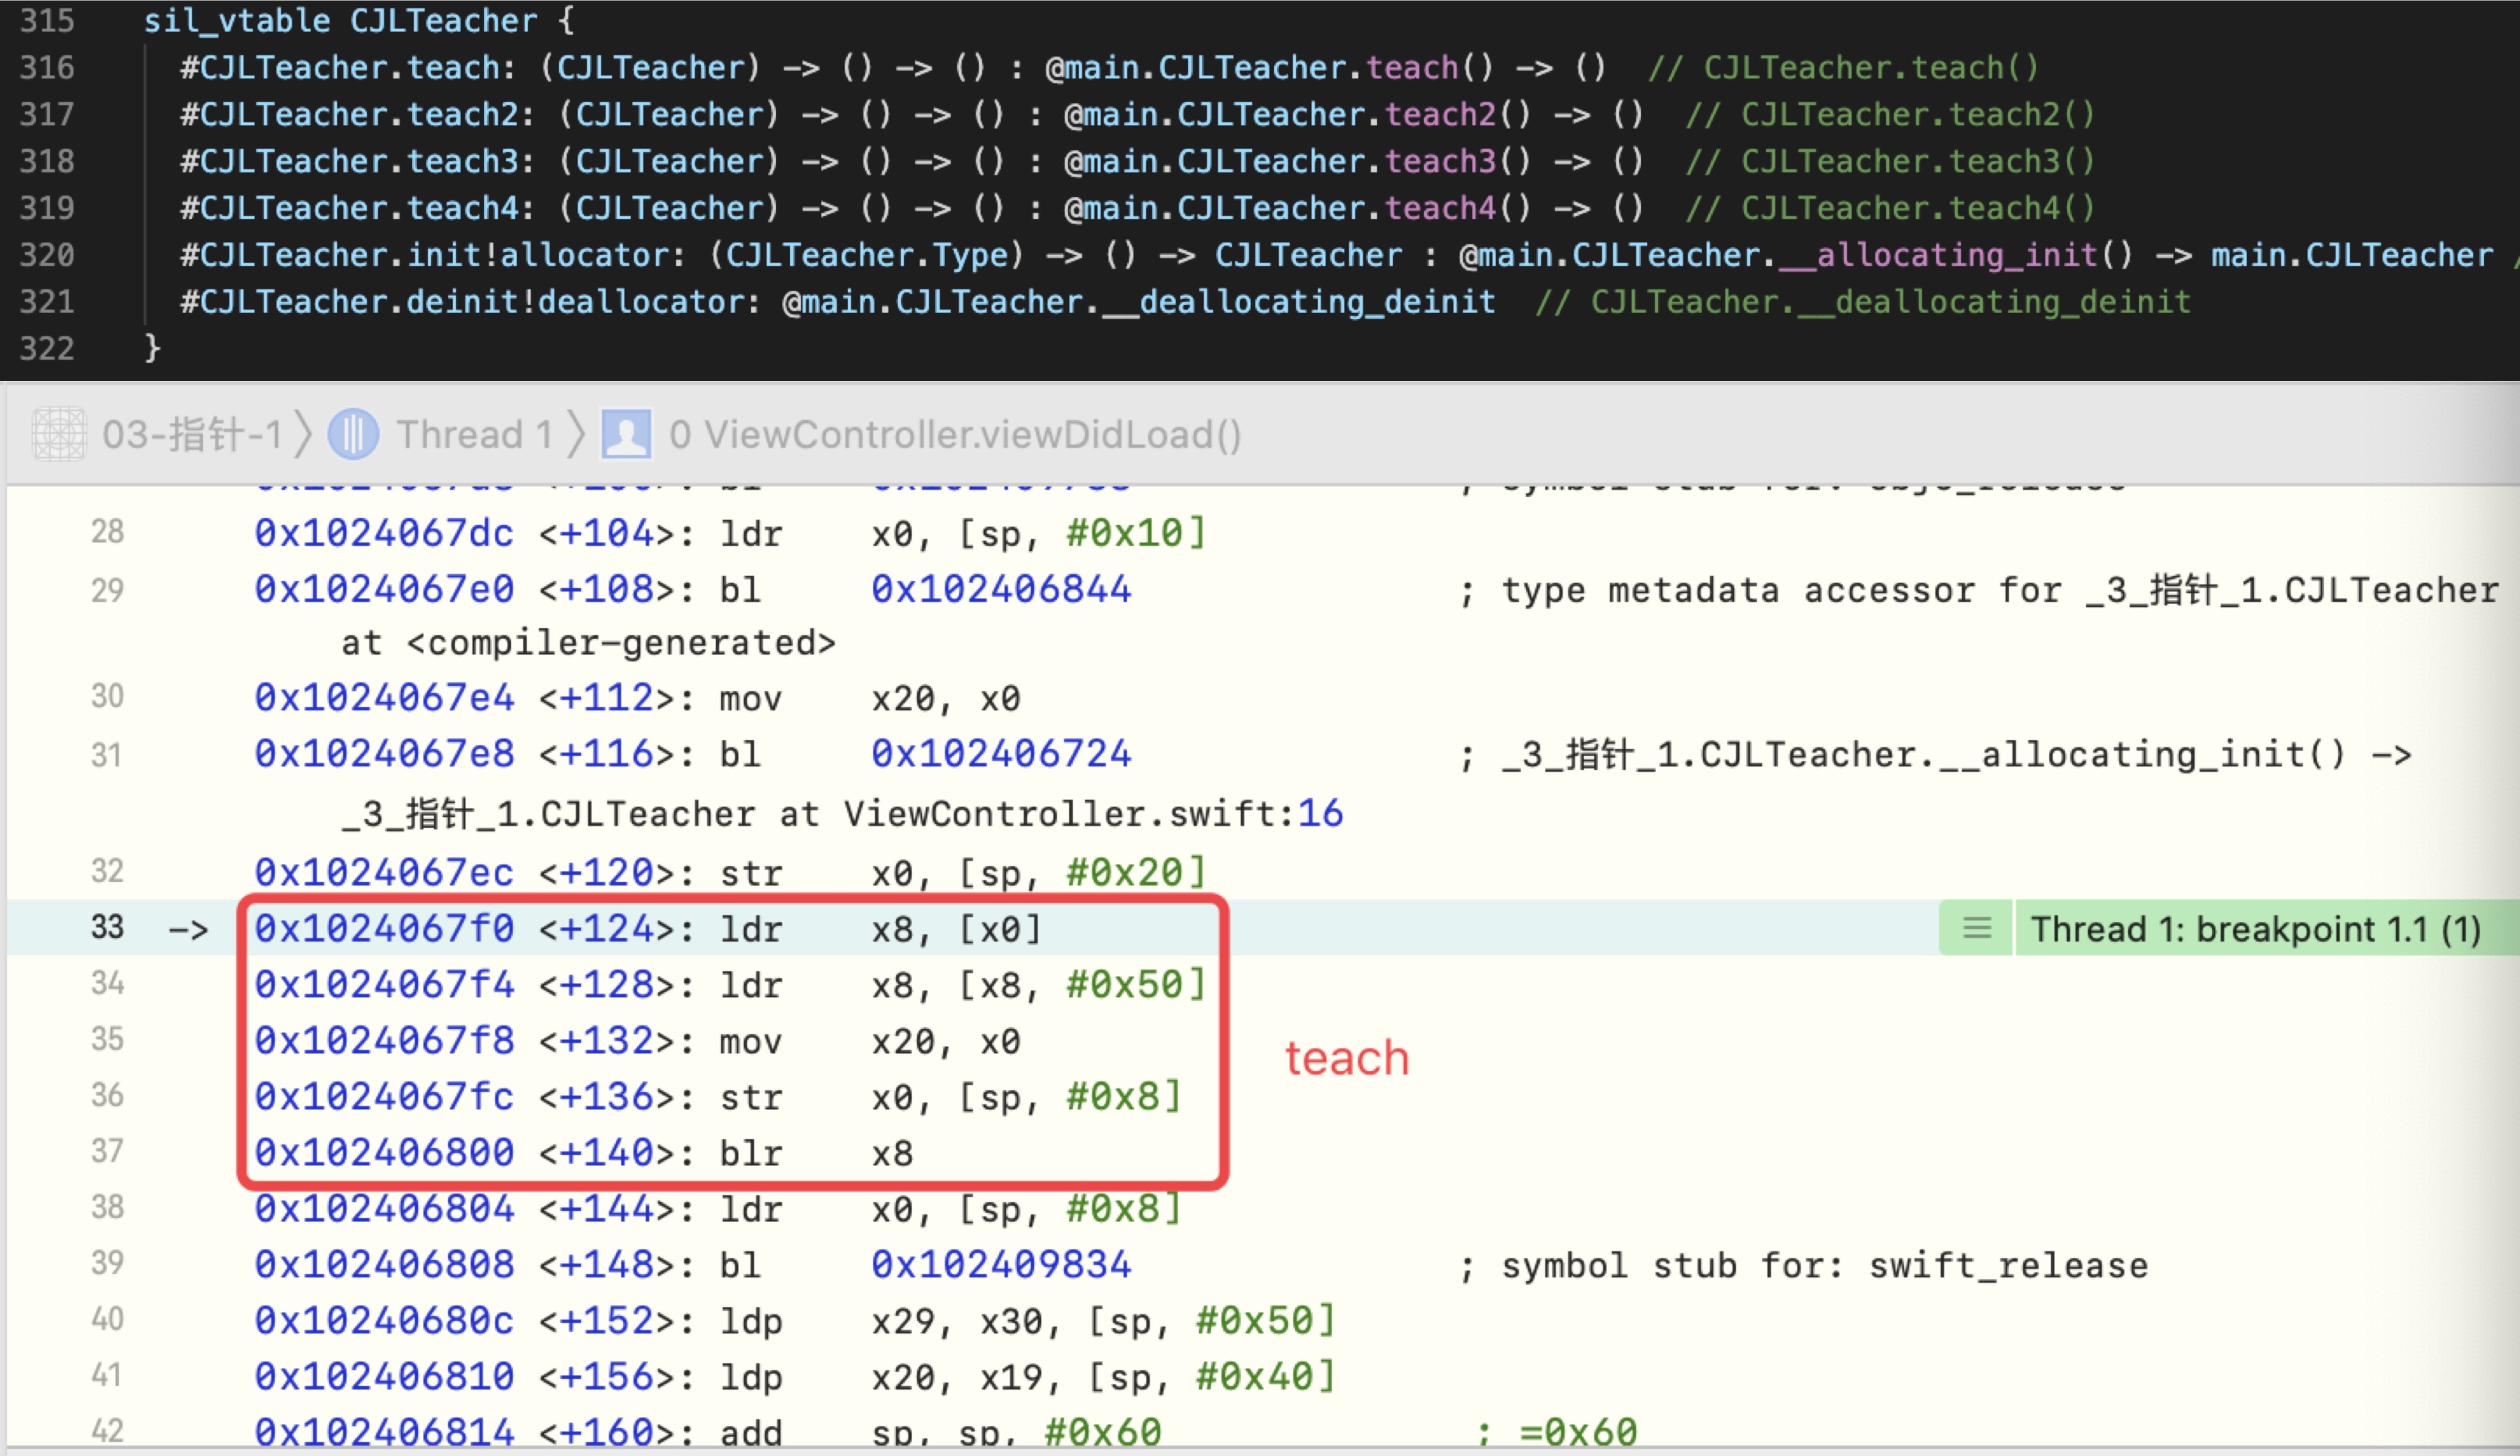 315 sil_vtable CJLTeacher {
316 #CJLTeacher.teach: (CJLTeacher) -> () -> () : @main.CJLTeacher.teach() -> () // CJLTeacher.teach()
317 #CJLTeacher.teach2: (CJLTeacher) -> () -> () : @main.CJLTeacher.teach2() -> () // CJLTeacher.teach2()
318 #CJLTeacher.teach3: (CJLTeacher) -> () -> () : @main.CJLTeacher.teach3() -> () // CJLTeacher.teach3()
319 #CJLTeacher.teach4: (CJLTeacher) -> () -> () : @main.CJLTeacher.teach4() -> () // CJLTeacher.teach4()
320 #CJLTeacher.init!allocator: (CJLTeacher.Type) -> () -> CJLTeacher : @main.CJLTeacher.__allocating_init() -> main.CJLTeacher /
321 #CJLTeacher.deinit!deallocator: @main.CJLTeacher.__deallocating_deinit // CJLTeacher.__deallocating_deinit
322 }
03-指针-1 〉 Thread 1 〉 0 ViewController.viewDidLoad()
28 0x1024067dc <+104>: ldr x0, [sp, #0x10]
29 0x1024067e0 <+108>: bl 0x102406844 ; type metadata accessor for _3_指针_1.CJLTeacher
at <compiler-generated>
30 0x1024067e4 <+112>: mov x20, x0
31 0x1024067e8 <+116>: bl 0x102406724 ; _3_指针_1.CJLTeacher.__allocating_init() ->
_3_指针_1.CJLTeacher at ViewController.swift:16
32 0x1024067ec <+120>: str x0, [sp, #0x20]
33 -> 0x1024067f0 <+124>: ldr x8, [x0] Thread 1: breakpoint 1.1 (1)
34 0x1024067f4 <+128>: ldr x8, [x8, #0x50]
35 0x1024067f8 <+132>: mov x20, x0
teach
36 0x1024067fc <+136>: str x0, [sp, #0x8]
37 0x102406800 <+140>: blr x8
38 0x102406804 <+144>: ldr x0, [sp, #0x8]
39 0x102406808 <+148>: bl 0x102409834 ; symbol stub for: swift_release
40 0x10240680c <+152>: ldp x29, x30, [sp, #0x50]
41 0x102406810 <+156>: ldp x20, x19, [sp, #0x40]
42 0x102406814 <+160>: add sp, sp, #0x60 ; =0x60